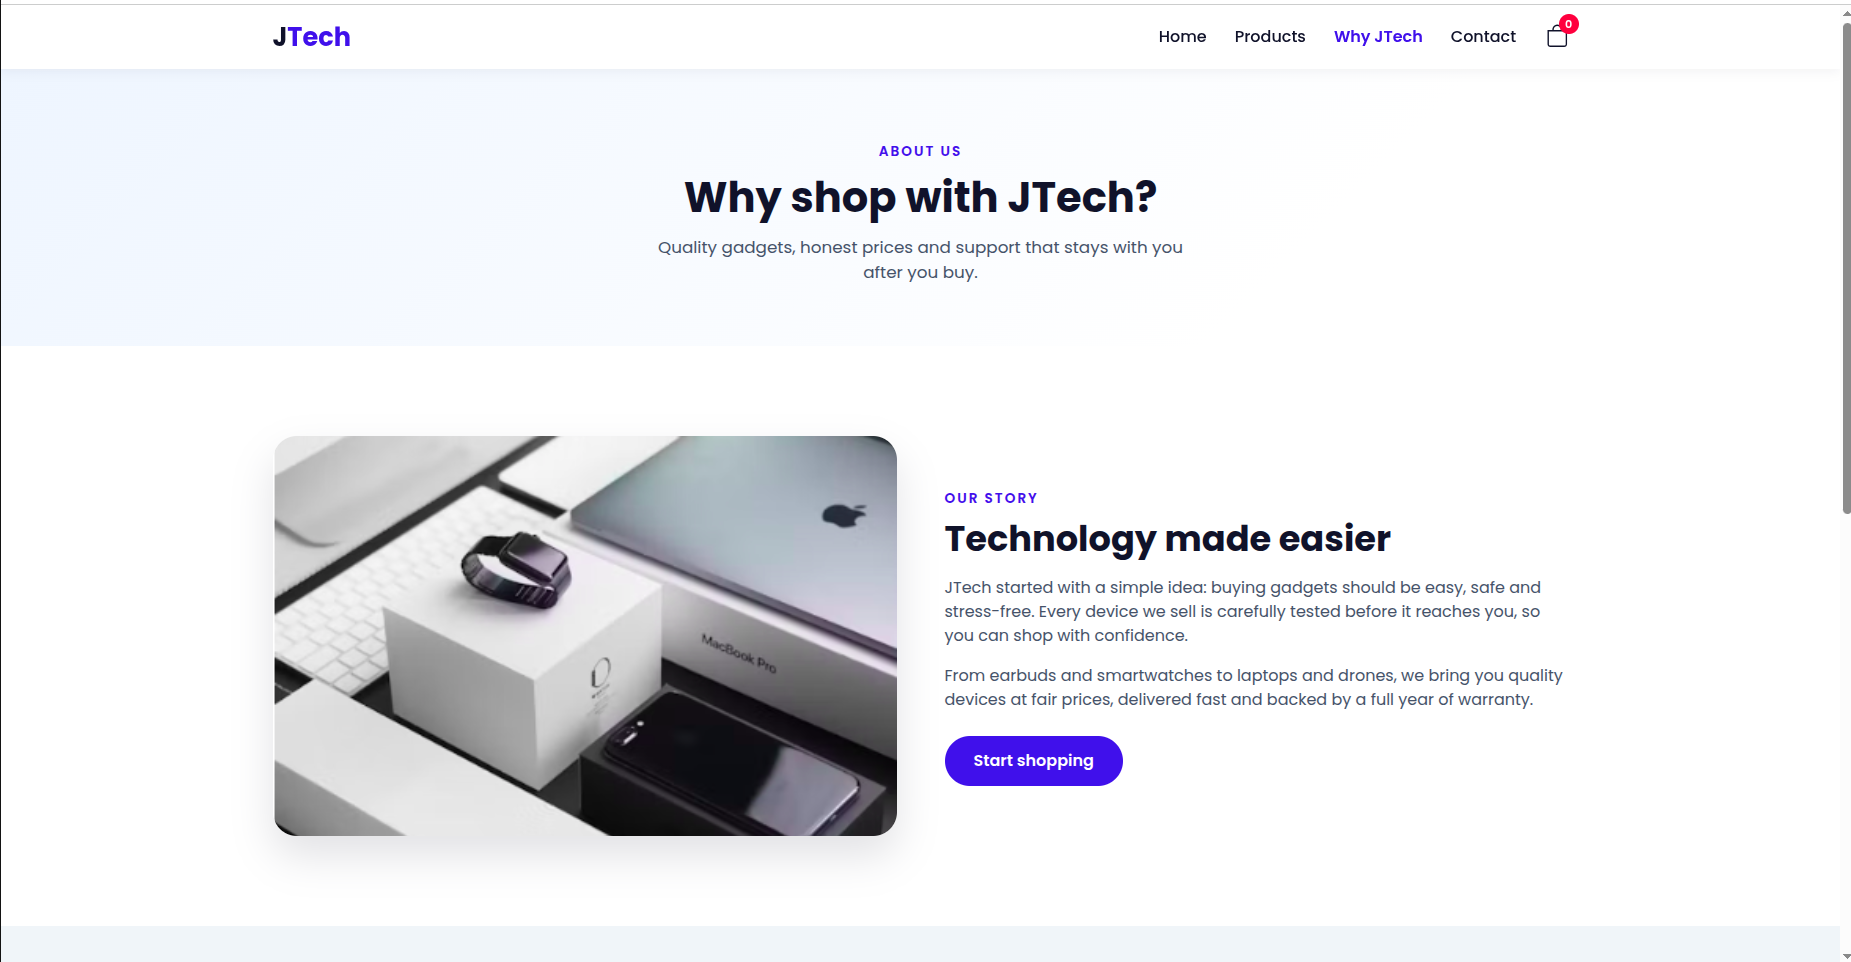 JTech
Home
Products
Why JTech
Contact
0
ABOUT US
Why shop with JTech?
Quality gadgets, honest prices and support that stays with you
after you buy.
MacBook Pro
OUR STORY
Technology made easier
JTech started with a simple idea: buying gadgets should be easy, safe and
stress-free. Every device we sell is carefully tested before it reaches you, so
you can shop with confidence.
From earbuds and smartwatches to laptops and drones, we bring you quality
devices at fair prices, delivered fast and backed by a full year of warranty.
Start shopping